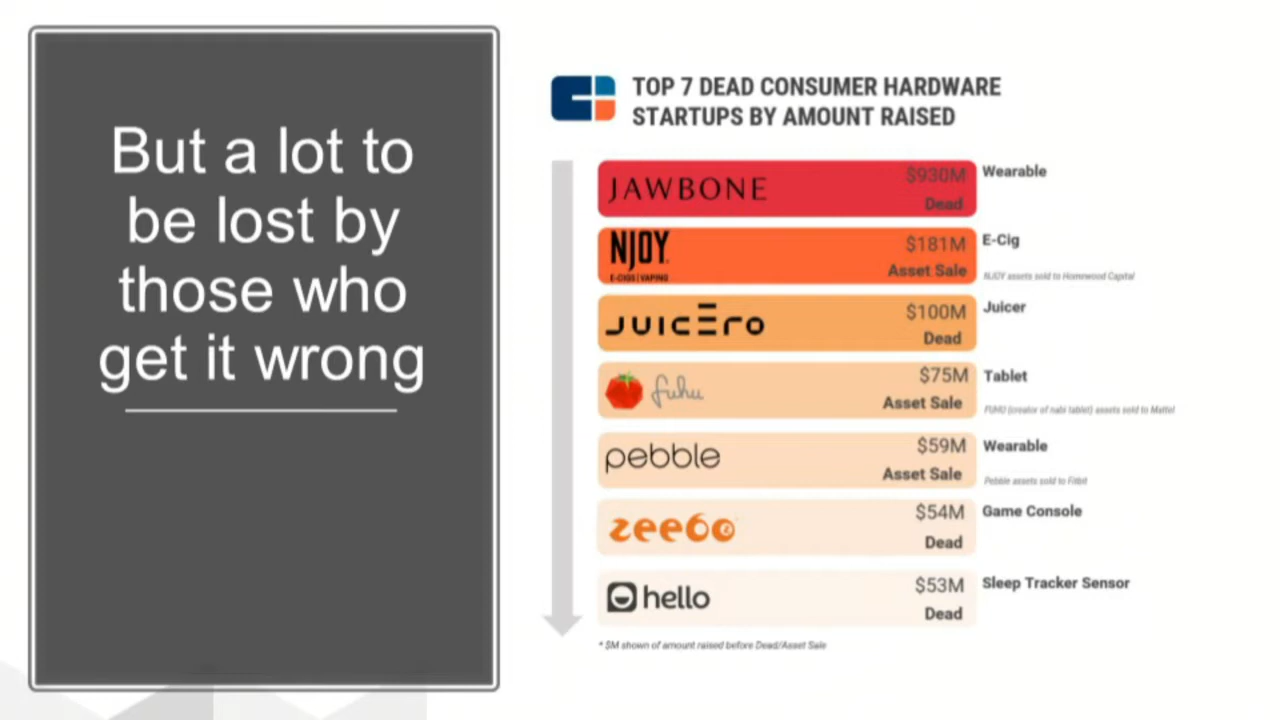 But a lot to
be lost by
those who
get it wrong
TOP 7 DEAD CONSUMER HARDWARE
STARTUPS BY AMOUNT RAISED
JAWBONE
$930M
Dead
Wearable
NJOY
E-CIGS | VAPING
$181M
Asset Sale
E-Cig
NJOY assets sold to Homewood Capital
JUICERO
$100M
Dead
Juicer
fuhu
$75M
Asset Sale
Tablet
FUHU (creator of nabi tablet) assets sold to Mattel
pebble
$59M
Asset Sale
Wearable
Pebble assets sold to Fitbit
zeebo
$54M
Dead
Game Console
hello
$53M
Dead
Sleep Tracker Sensor
* $M shown of amount raised before Dead/Asset Sale